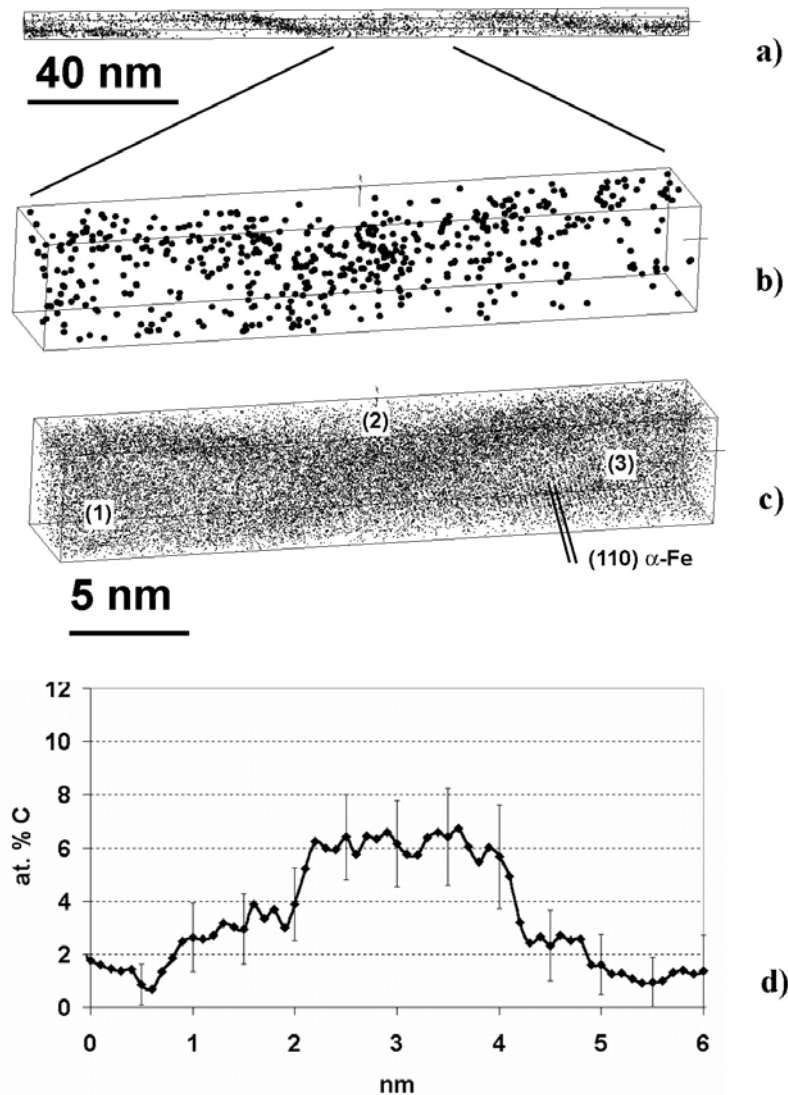 a)
40 nm
b)
(2)
(3)
(1)
c)
(110) α-Fe
5 nm
12
10
8
6
4
2
0
at. % C
0 1 2 3 4 5 6
nm
d)